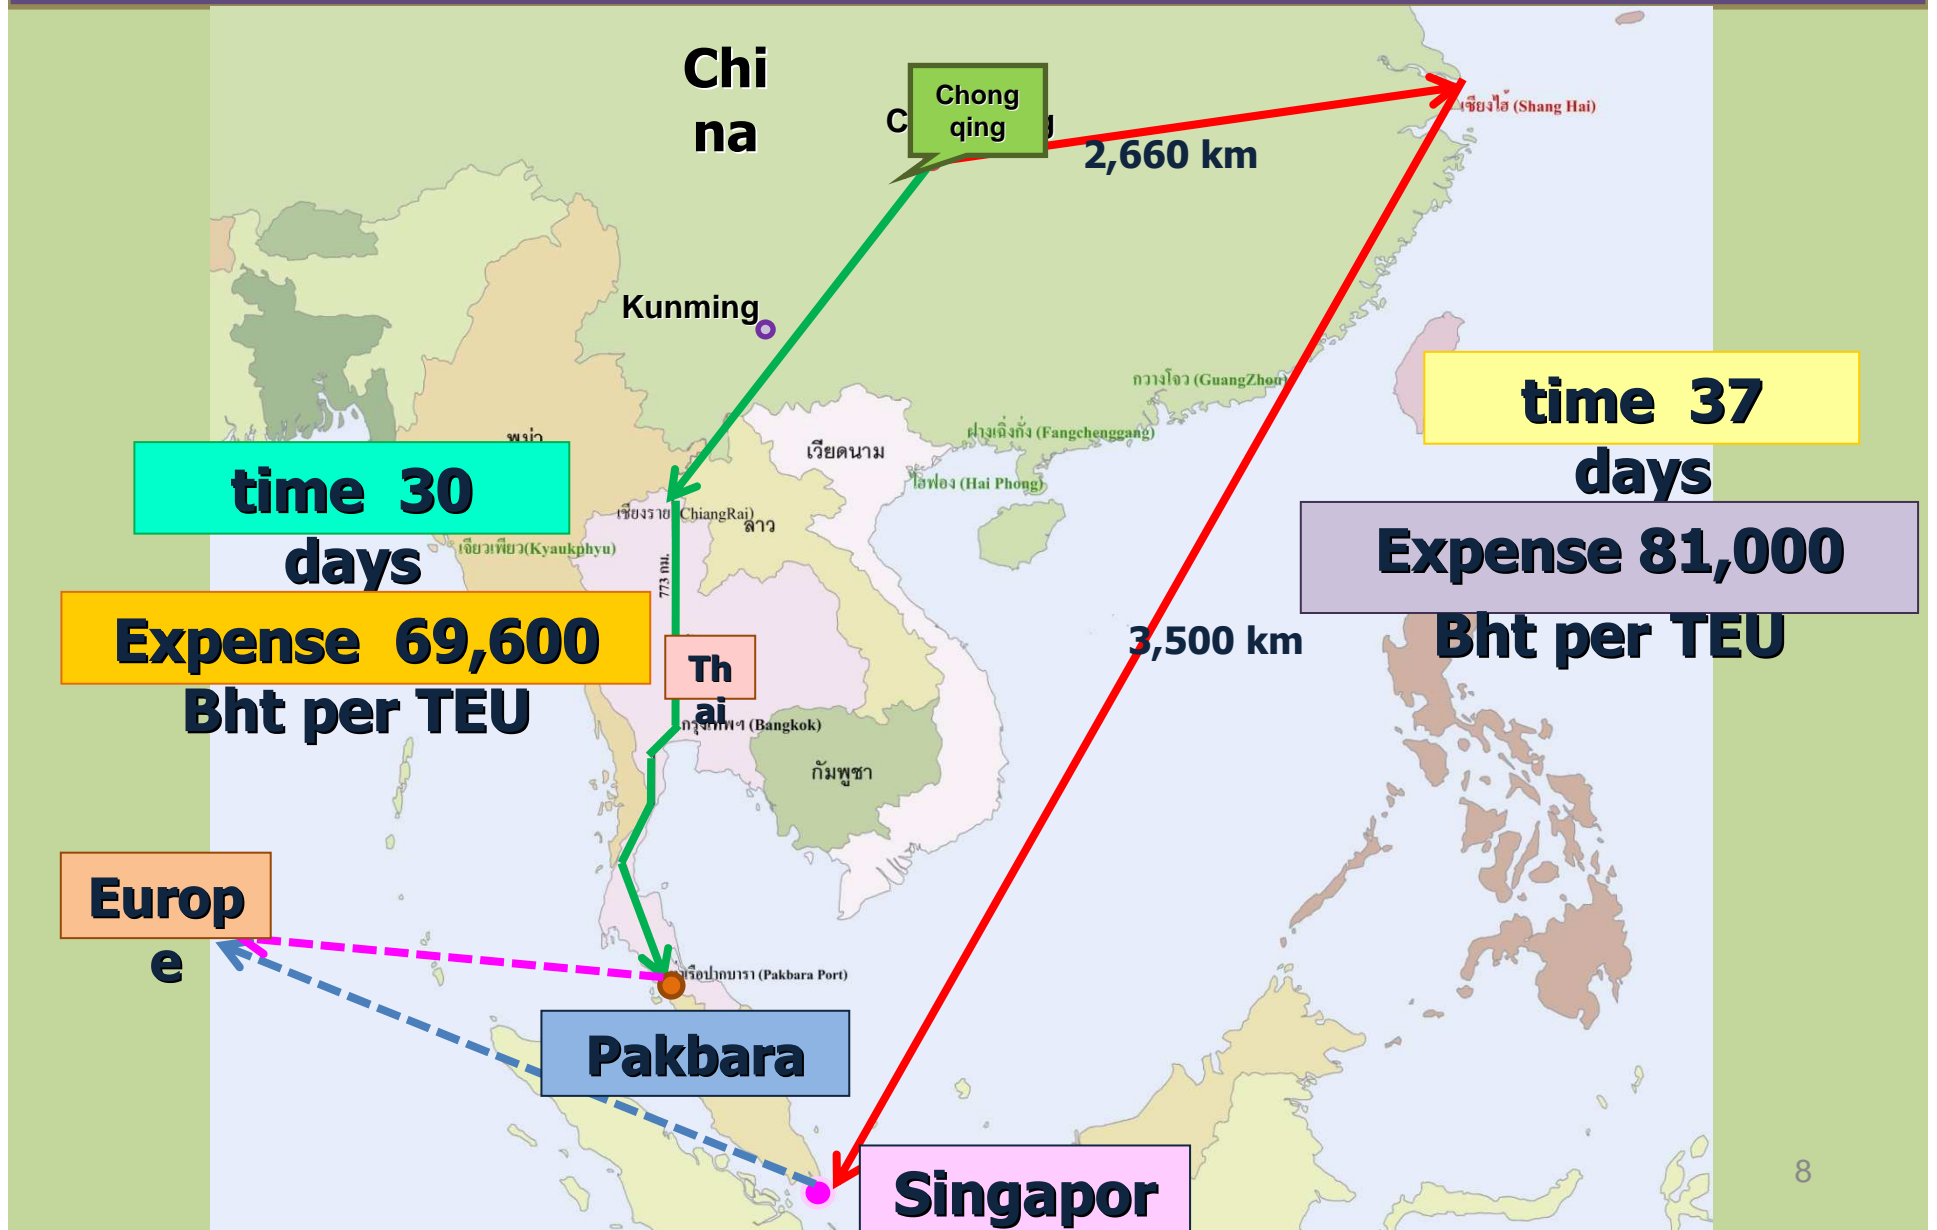 Chi
na
Chong
qing
C
g
เซียงไฮ้ (Shang Hai)
2,660 km
Kunming
กวางโจว (GuangZhou)
time 37
days
ฝางเฉิ่งกั่ง (Fangchenggang)
พม่า
เวียดนาม
time 30
days
ไฮฟอง (Hai Phong)
เชียงราย (ChiangRai)
ลาว
Expense 81,000
Bht per TEU
เจียวเพียว(Kyaukphyu)
773 กม.
Expense 69,600
Bht per TEU
3,500 km
Th
ai
กรุงเทพฯ (Bangkok)
กัมพูชา
Europ
e
เรือปากบารา (Pakbara Port)
Pakbara
Singapor
8